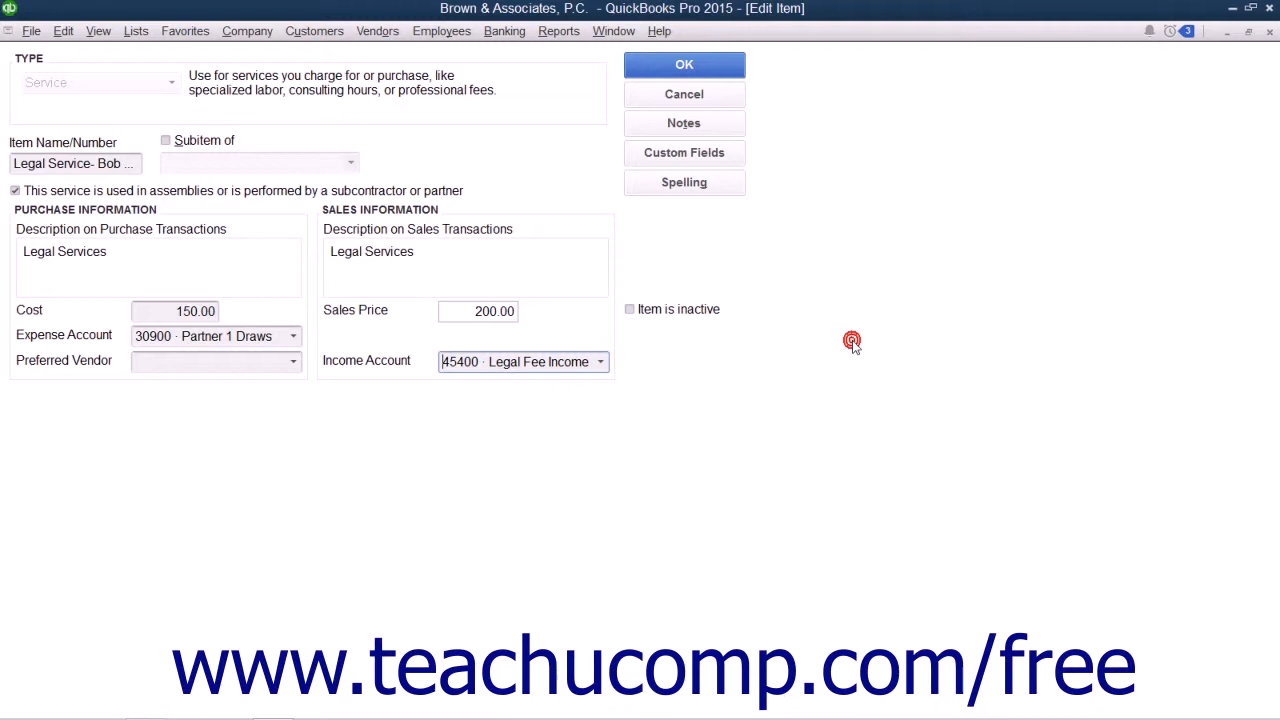 Brown & Associates, P.C. - QuickBooks Pro 2015 - [Edit Item]
File Edit View Lists Favorites Company Customers Vendors Employees Banking Reports Window Help 3
TYPE
Service
Use for services you charge for or purchase, like
specialized labor, consulting hours, or professional fees.
OK
Cancel
Notes
Custom Fields
Spelling
Item Name/Number
Subitem of
Legal Service- Bob ...
This service is used in assemblies or is performed by a subcontractor or partner
PURCHASE INFORMATION
Description on Purchase Transactions
Legal Services
Cost 150.00
Expense Account 30900 · Partner 1 Draws
Preferred Vendor
SALES INFORMATION
Description on Sales Transactions
Legal Services
Sales Price 200.00
Income Account 45400 · Legal Fee Income
Item is inactive
www.teachucomp.com/free